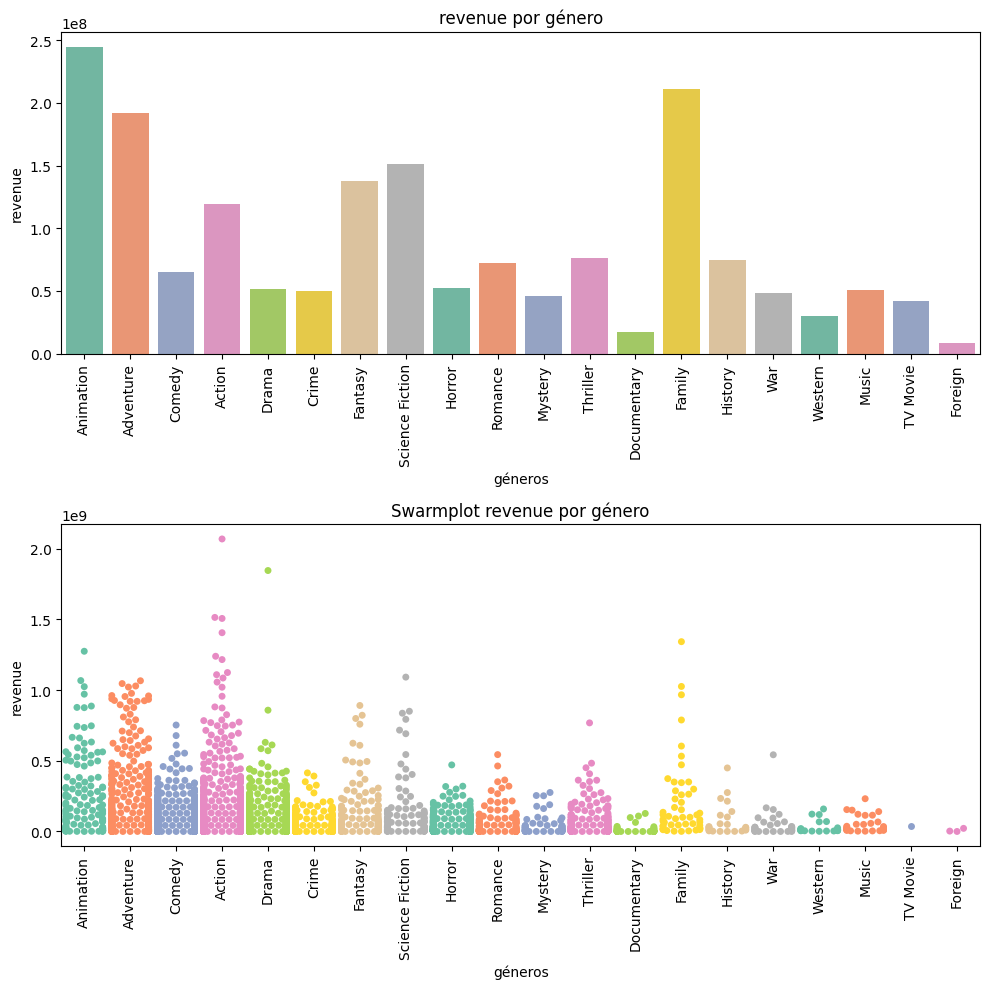 revenue por género
1e8
2.5
2.0
1.5
1.0
0.5
0.0
revenue
Animation
Adventure
Comedy
Action
Drama
Crime
Fantasy
Science Fiction
Horror
Romance
Mystery
Thriller
Documentary
Family
History
War
Western
Music
TV Movie
Foreign
géneros
Swarmplot revenue por género
1e9
2.0
1.5
1.0
0.5
0.0
revenue
Animation
Adventure
Comedy
Action
Drama
Crime
Fantasy
Science Fiction
Horror
Romance
Mystery
Thriller
Documentary
Family
History
War
Western
Music
TV Movie
Foreign
géneros